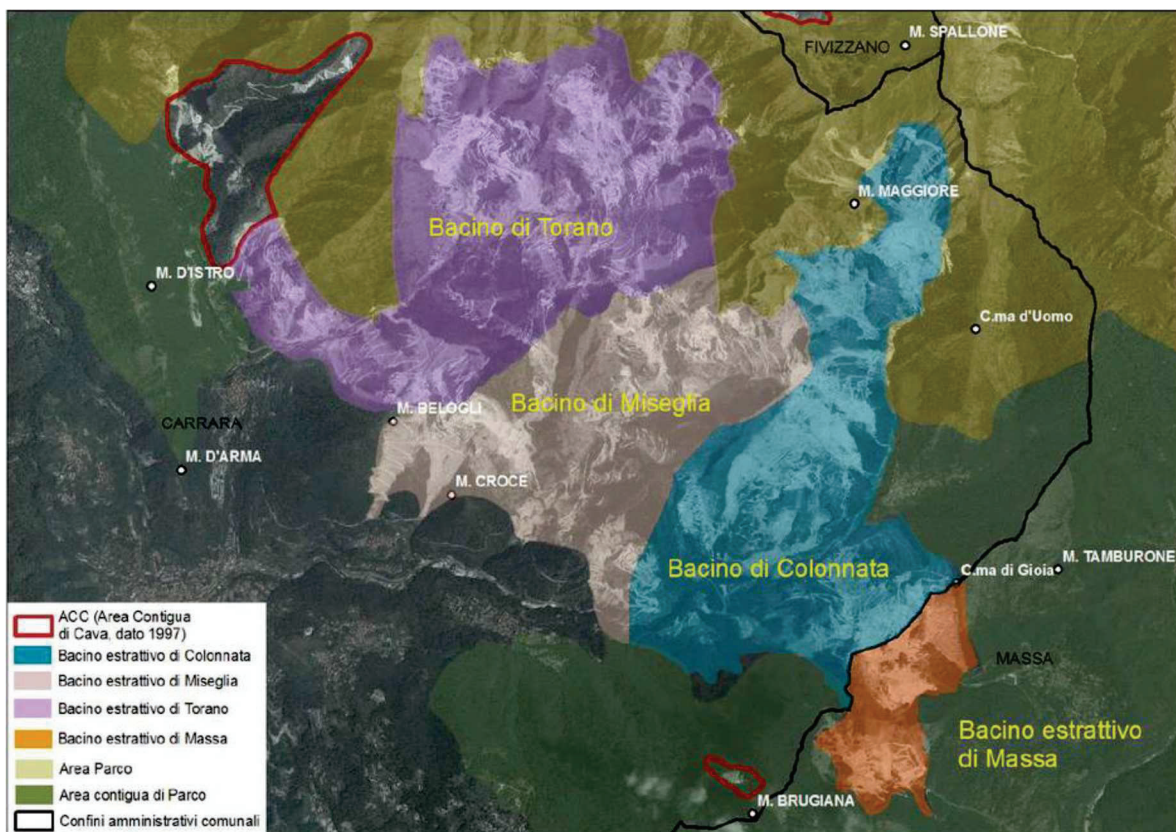 M. SPALLONE
FIVIZZANO
M. MAGGIORE
Bacino di Torano
M. D'ISTRO
C.ma d'Uomo
M. BELOGLI
Bacino di Miseglia
CARRARA
M. D'ARMA
M. CROCE
Bacino di Colonnata
C.ma di Gioia
M. TAMBURONE
MASSA
Bacino estrattivo
di Massa
M. BRUGIANA
ACC (Area Contigua
di Cava, dato 1997)
Bacino estrattivo di Colonnata
Bacino estrattivo di Miseglia
Bacino estrattivo di Torano
Bacino estrattivo di Massa
Area Parco
Area contigua di Parco
Confini amministrativi comunali